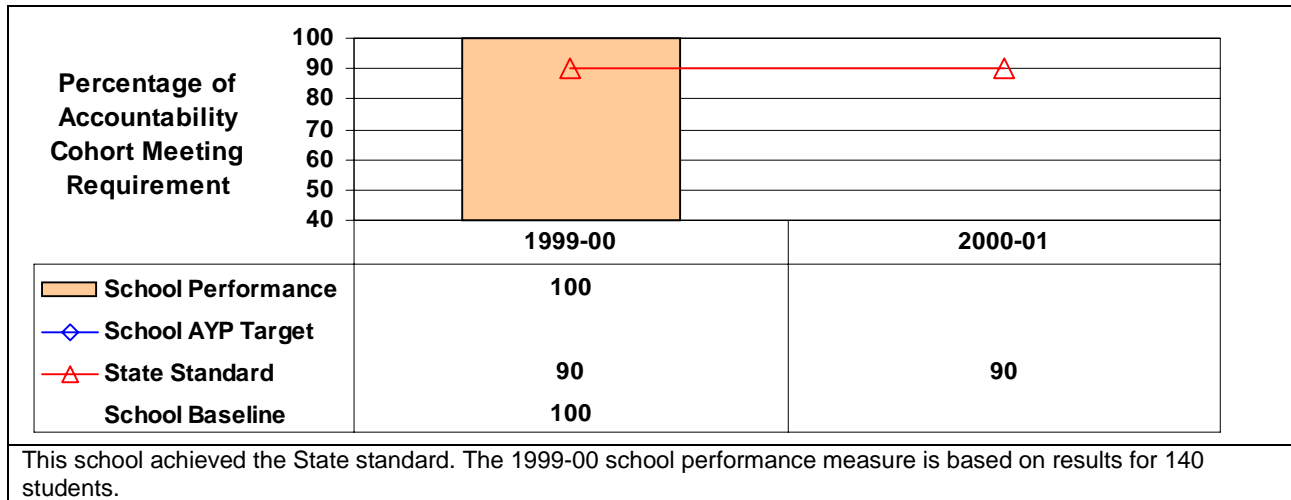 Percentage of
Accountability
Cohort Meeting
Requirement
100
90
80
70
60
50
40
1999-00 2000-01
School Performance 100
School AYP Target
State Standard 90 90
School Baseline 100
This school achieved the State standard. The 1999-00 school performance measure is based on results for 140
students.